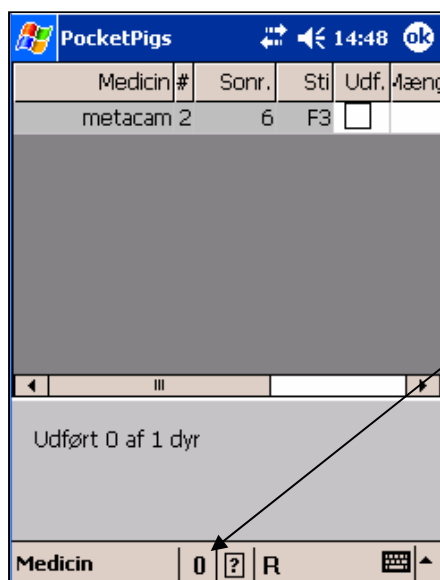 PocketPigs 14:48 ok
Medicin # Sonr. Sti Udf. Mæng
metacam 2 6 F3
Udført 0 af 1 dyr
Medicin 0 ? R